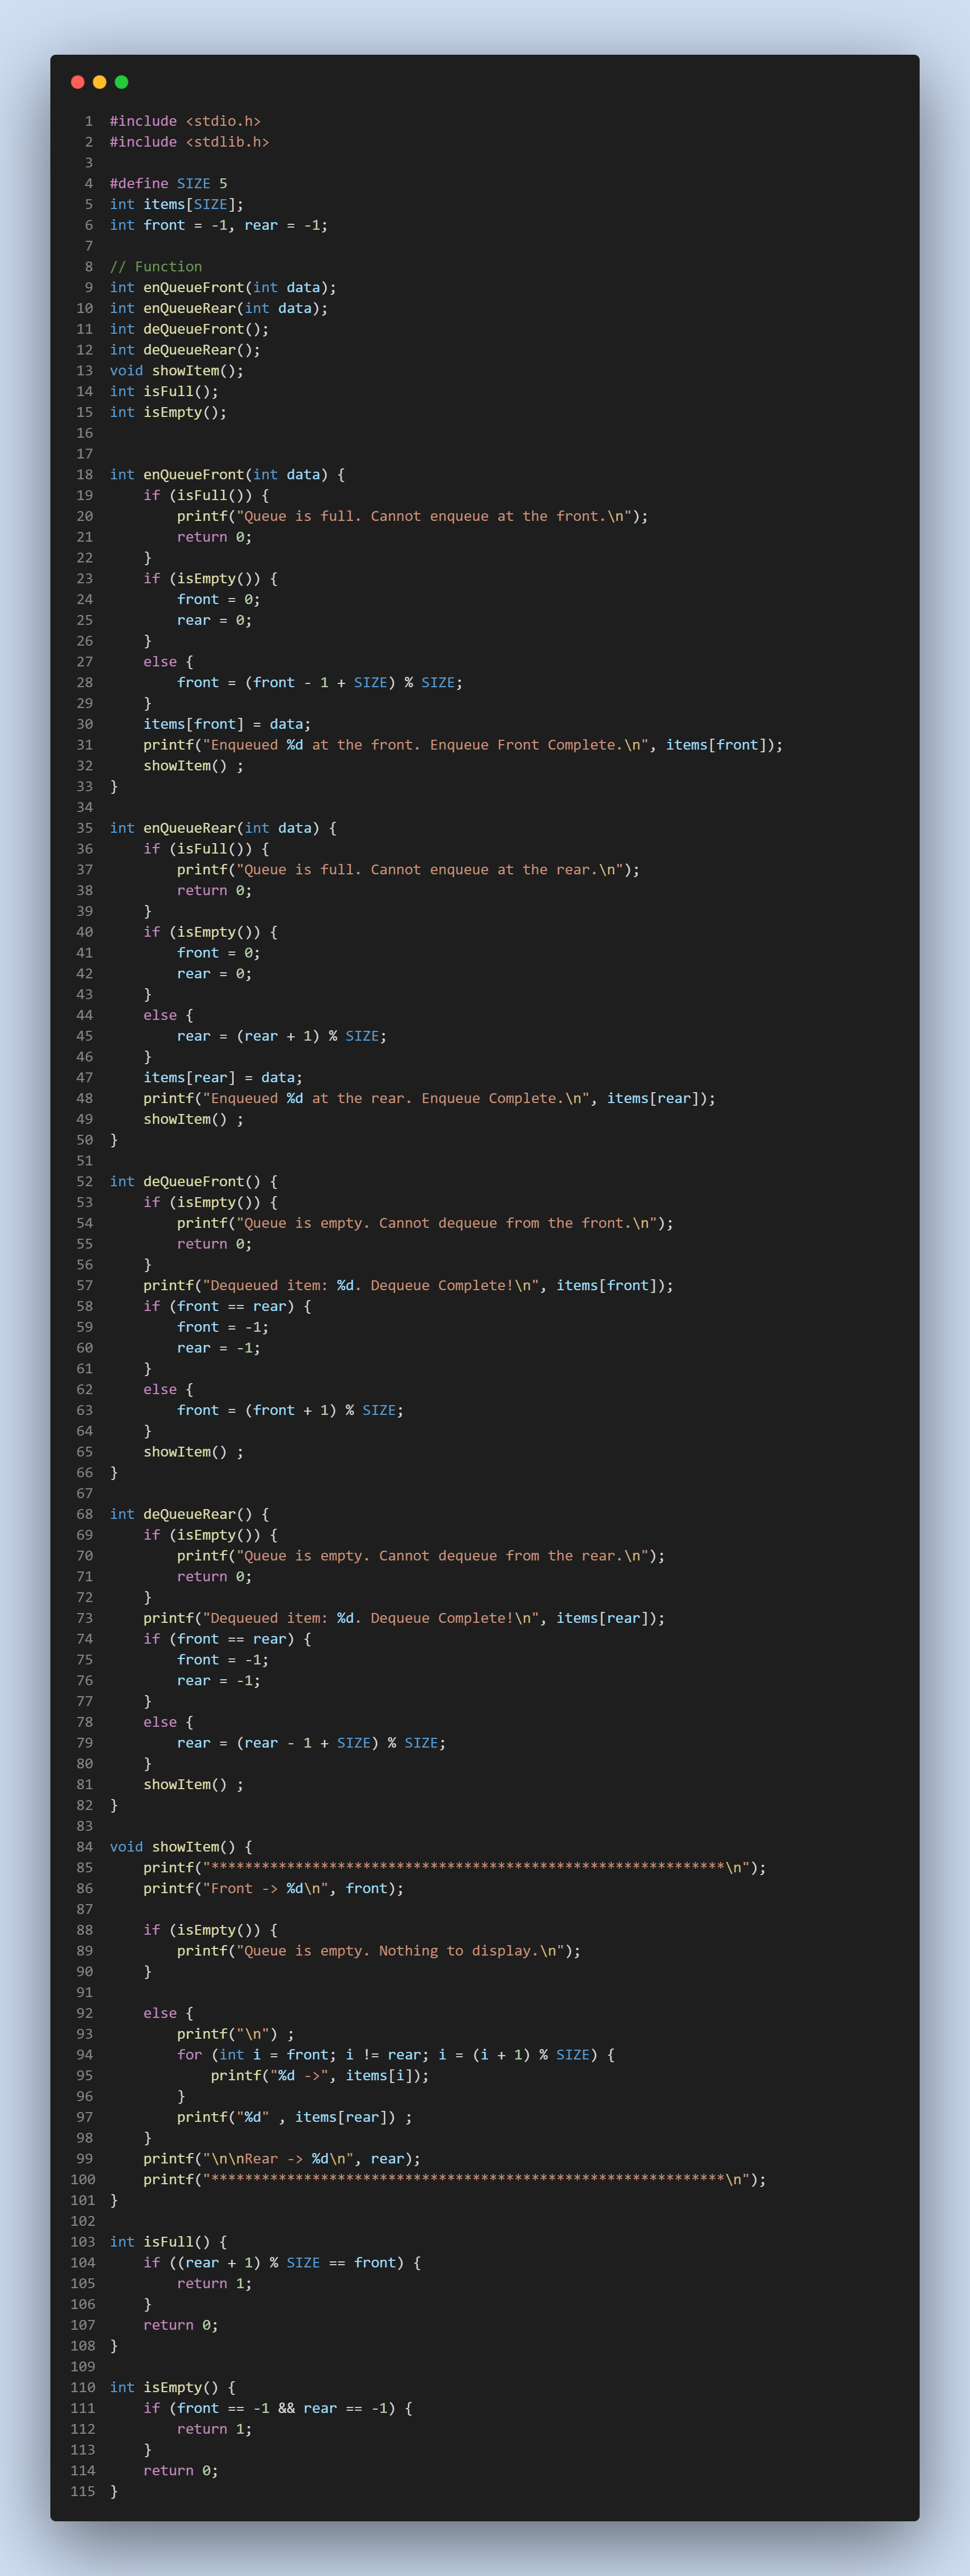 1 #include <stdio.h>
2 #include <stdlib.h>
3
4 #define SIZE 5
5 int items[SIZE];
6 int front = -1, rear = -1;
7
8 // Function
9 int enQueueFront(int data);
10 int enQueueRear(int data);
11 int deQueueFront();
12 int deQueueRear();
13 void showItem();
14 int isFull();
15 int isEmpty();
16
17
18 int enQueueFront(int data) {
19     if (isFull()) {
20         printf("Queue is full. Cannot enqueue at the front.\n");
21         return 0;
22     }
23     if (isEmpty()) {
24         front = 0;
25         rear = 0;
26     }
27     else {
28         front = (front - 1 + SIZE) % SIZE;
29     }
30     items[front] = data;
31     printf("Enqueued %d at the front. Enqueue Front Complete.\n", items[front]);
32     showItem() ;
33 }
34
35 int enQueueRear(int data) {
36     if (isFull()) {
37         printf("Queue is full. Cannot enqueue at the rear.\n");
38         return 0;
39     }
40     if (isEmpty()) {
41         front = 0;
42         rear = 0;
43     }
44     else {
45         rear = (rear + 1) % SIZE;
46     }
47     items[rear] = data;
48     printf("Enqueued %d at the rear. Enqueue Complete.\n", items[rear]);
49     showItem() ;
50 }
51
52 int deQueueFront() {
53     if (isEmpty()) {
54         printf("Queue is empty. Cannot dequeue from the front.\n");
55         return 0;
56     }
57     printf("Dequeued item: %d. Dequeue Complete!\n", items[front]);
58     if (front == rear) {
59         front = -1;
60         rear = -1;
61     }
62     else {
63         front = (front + 1) % SIZE;
64     }
65     showItem() ;
66 }
67
68 int deQueueRear() {
69     if (isEmpty()) {
70         printf("Queue is empty. Cannot dequeue from the rear.\n");
71         return 0;
72     }
73     printf("Dequeued item: %d. Dequeue Complete!\n", items[rear]);
74     if (front == rear) {
75         front = -1;
76         rear = -1;
77     }
78     else {
79         rear = (rear - 1 + SIZE) % SIZE;
80     }
81     showItem() ;
82 }
83
84 void showItem() {
85     printf("*************************************************************\n");
86     printf("Front -> %d\n", front);
87
88     if (isEmpty()) {
89         printf("Queue is empty. Nothing to display.\n");
90     }
91
92     else {
93         printf("\n") ;
94         for (int i = front; i != rear; i = (i + 1) % SIZE) {
95             printf("%d ->", items[i]);
96         }
97         printf("%d" , items[rear]) ;
98     }
99     printf("\n\nRear -> %d\n", rear);
100     printf("*************************************************************\n");
101 }
102
103 int isFull() {
104     if ((rear + 1) % SIZE == front) {
105         return 1;
106     }
107     return 0;
108 }
109
110 int isEmpty() {
111     if (front == -1 && rear == -1) {
112         return 1;
113     }
114     return 0;
115 }